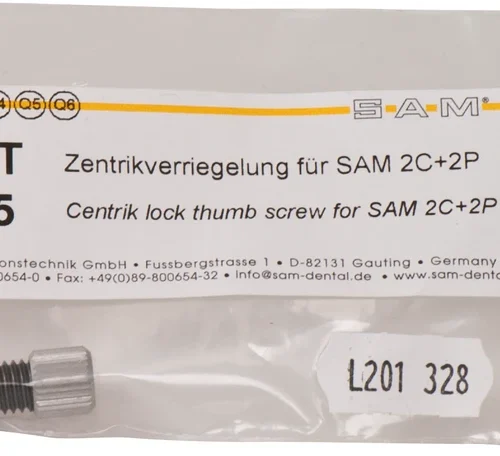 4 Q5 Q6
S-A-M®
T Zentrikverriegelung für SAM 2C+2P
5 Centrik lock thumb screw for SAM 2C+2P
onstechnik GmbH • Fussbergstrasse 1 • D-82131 Gauting • Germany
0654-0 • Fax: +49(0)89-800654-32 • Info@sam-dental.de • www.sam-denta
L201 328